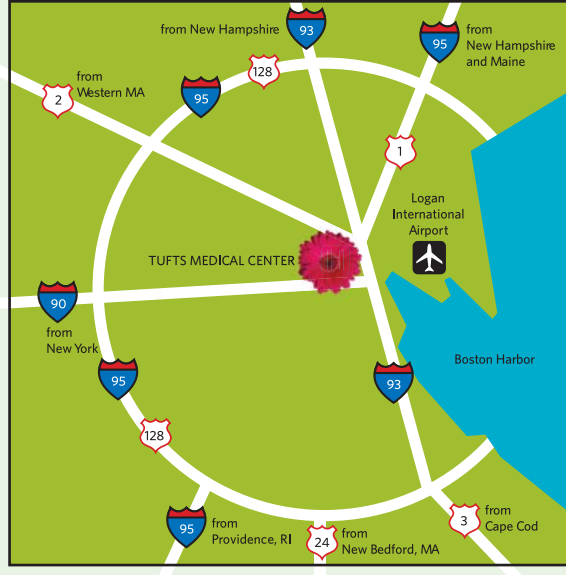 from New Hampshire
93
95
from
New Hampshire
and Maine
128
from
Western MA
2
95
1
Logan
International
Airport
TUFTS MEDICAL CENTER
90
from
New York
Boston Harbor
95
93
128
95
from
Providence, RI
24
from
New Bedford, MA
3
from
Cape Cod